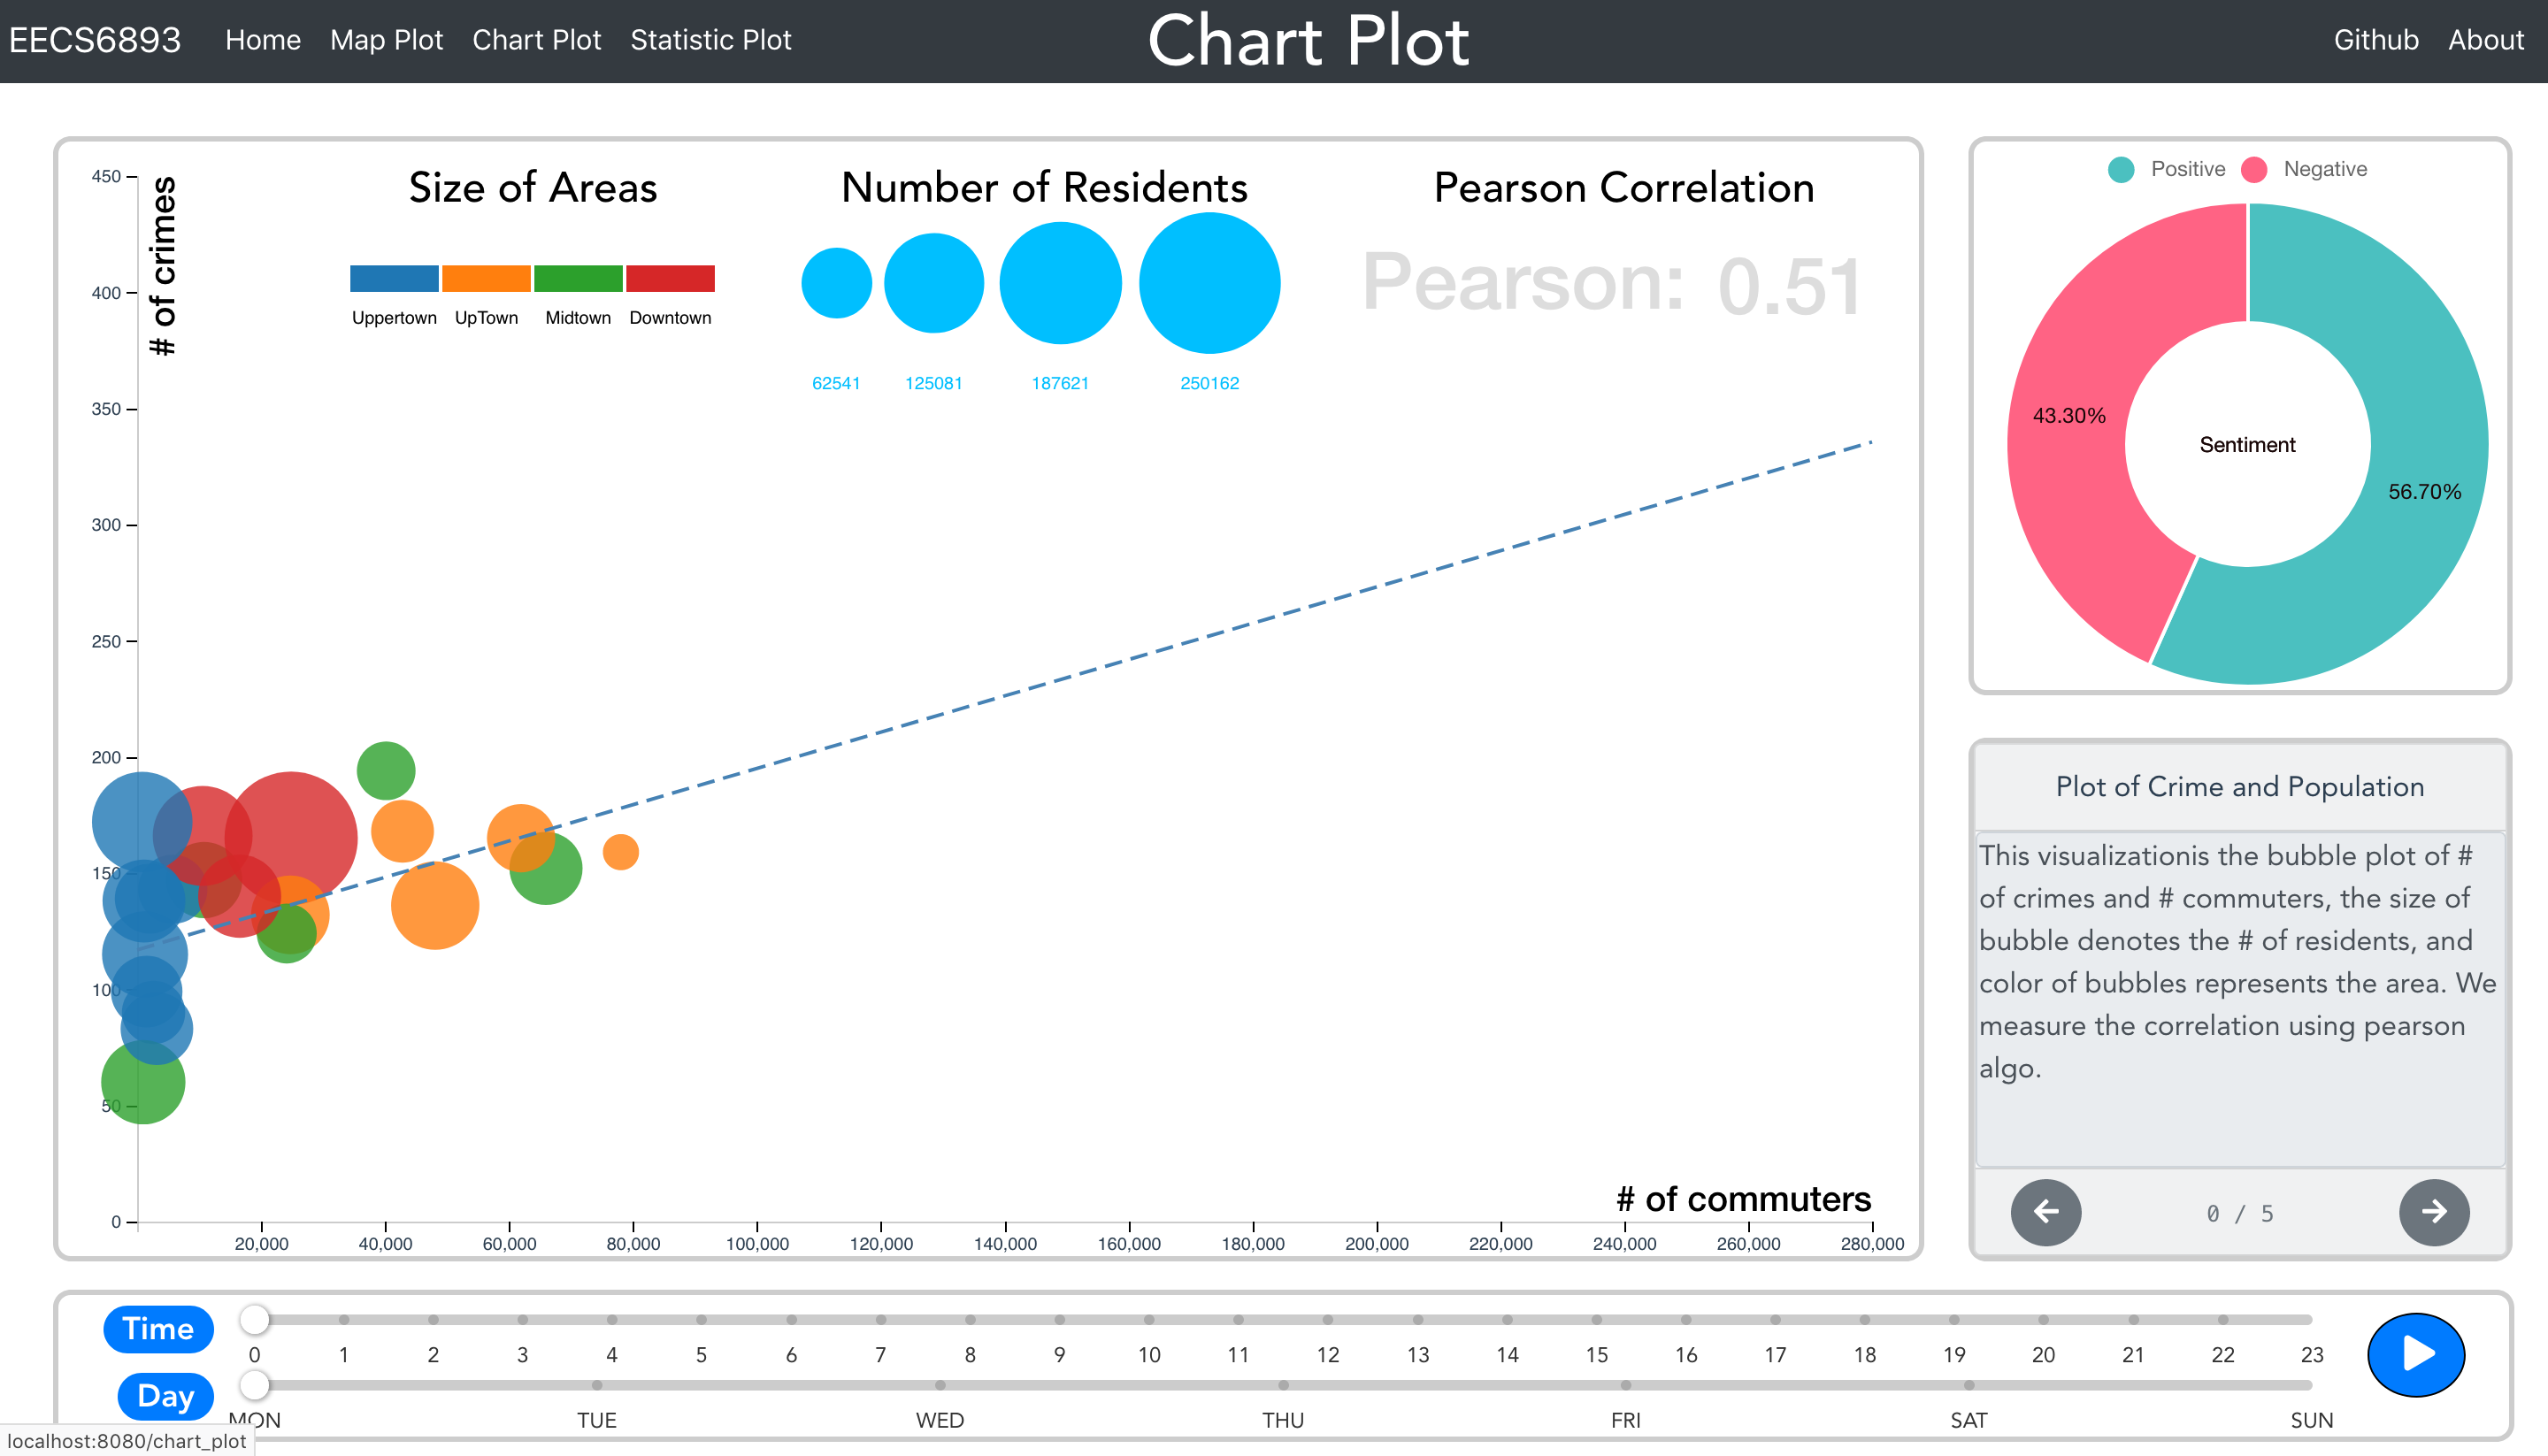 EECS6893 Home Map Plot Chart Plot Statistic Plot Chart Plot Github About
# of crimes
450
400
350
300
250
200
150
100
50
0
Size of Areas
Uppertown UpTown Midtown Downtown
Number of Residents
62541 125081 187621 250162
Pearson Correlation
Pearson: 0.51
# of commuters
20,000 40,000 60,000 80,000 100,000 120,000 140,000 160,000 180,000 200,000 220,000 240,000 260,000 280,000
Positive Negative
43.30%
Sentiment
56.70%
Plot of Crime and Population
This visualizationis the bubble plot of #
of crimes and # commuters, the size of
bubble denotes the # of residents, and
color of bubbles represents the area. We
measure the correlation using pearson
algo.
0 / 5
Time
0 1 2 3 4 5 6 7 8 9 10 11 12 13 14 15 16 17 18 19 20 21 22 23
Day
MON TUE WED THU FRI SAT SUN
localhost:8080/chart_plot